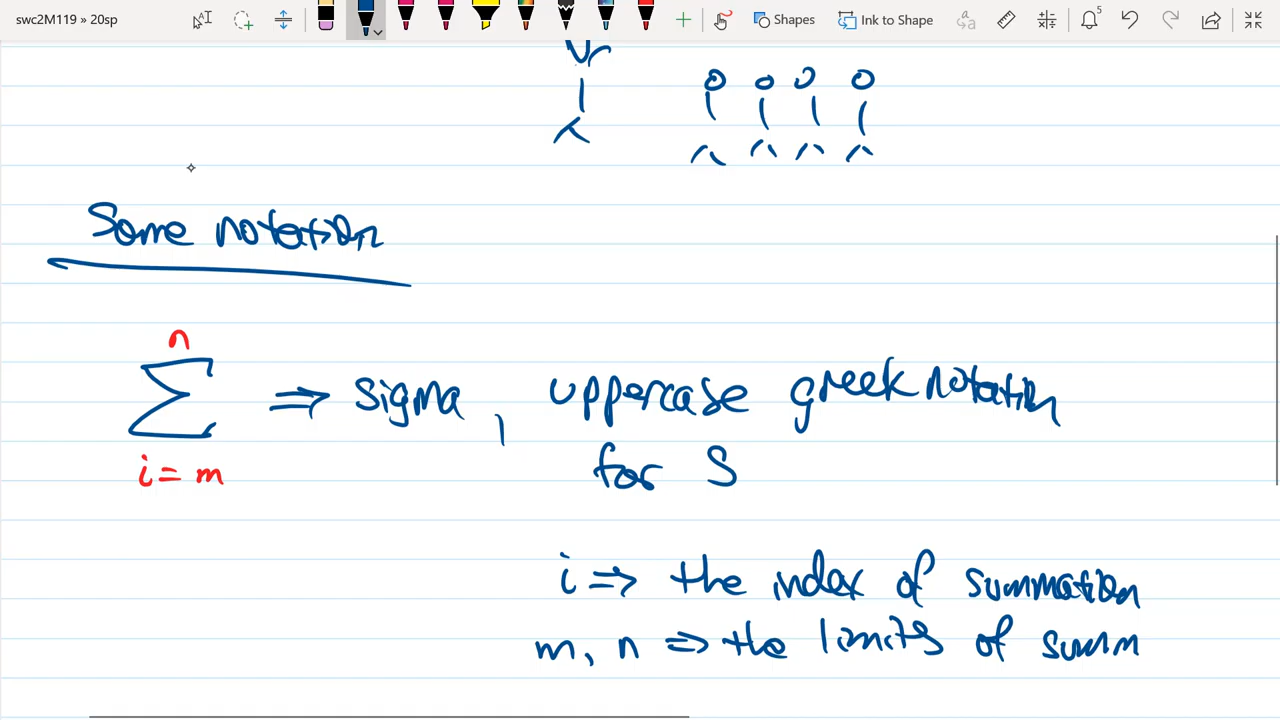 swc2M119 » 20sp
Shapes
Ink to Shape
5
Some notation
n
∑ ⇒ sigma, uppercase greek notation
i = m
for S
i ⇒ the index of summation
m, n ⇒ the limits of summ